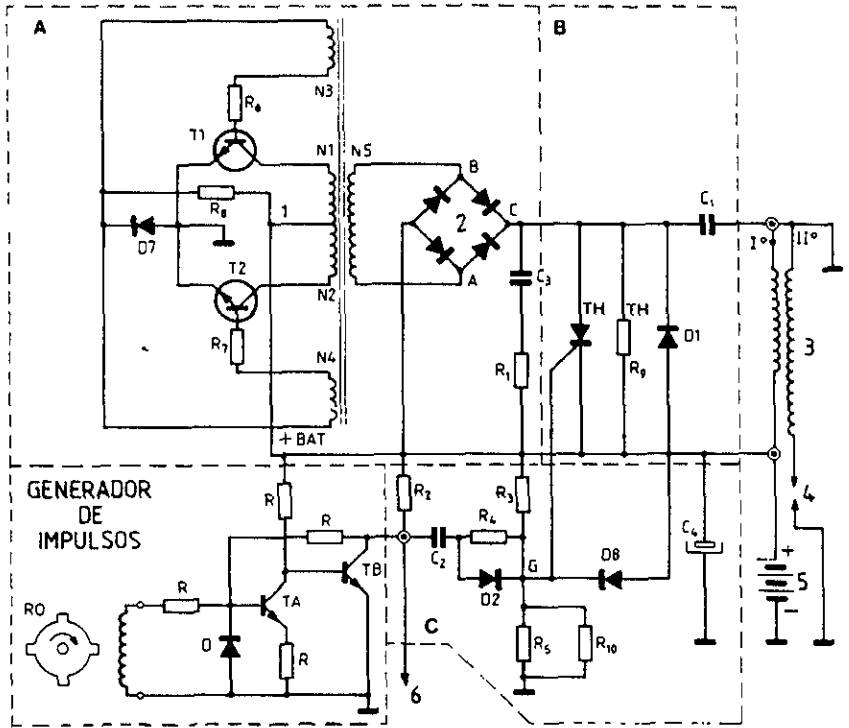 A
B
N3
R₆
T1
N1
N5
B
R₈
1
2
C
C₁
D7
I°
II°
T2
C₃
N2
A
TH
TH
R₇
D1
3
R₉
N4
R₁
+ BAT
GENERADOR
DE
IMPULSOS
R
R₂
R₃
4
R
R₄
C₂
C₄
+
TB
G
D8
5
R
D2
−
TA
RO
D
R
C
R₅
R₁₀
6